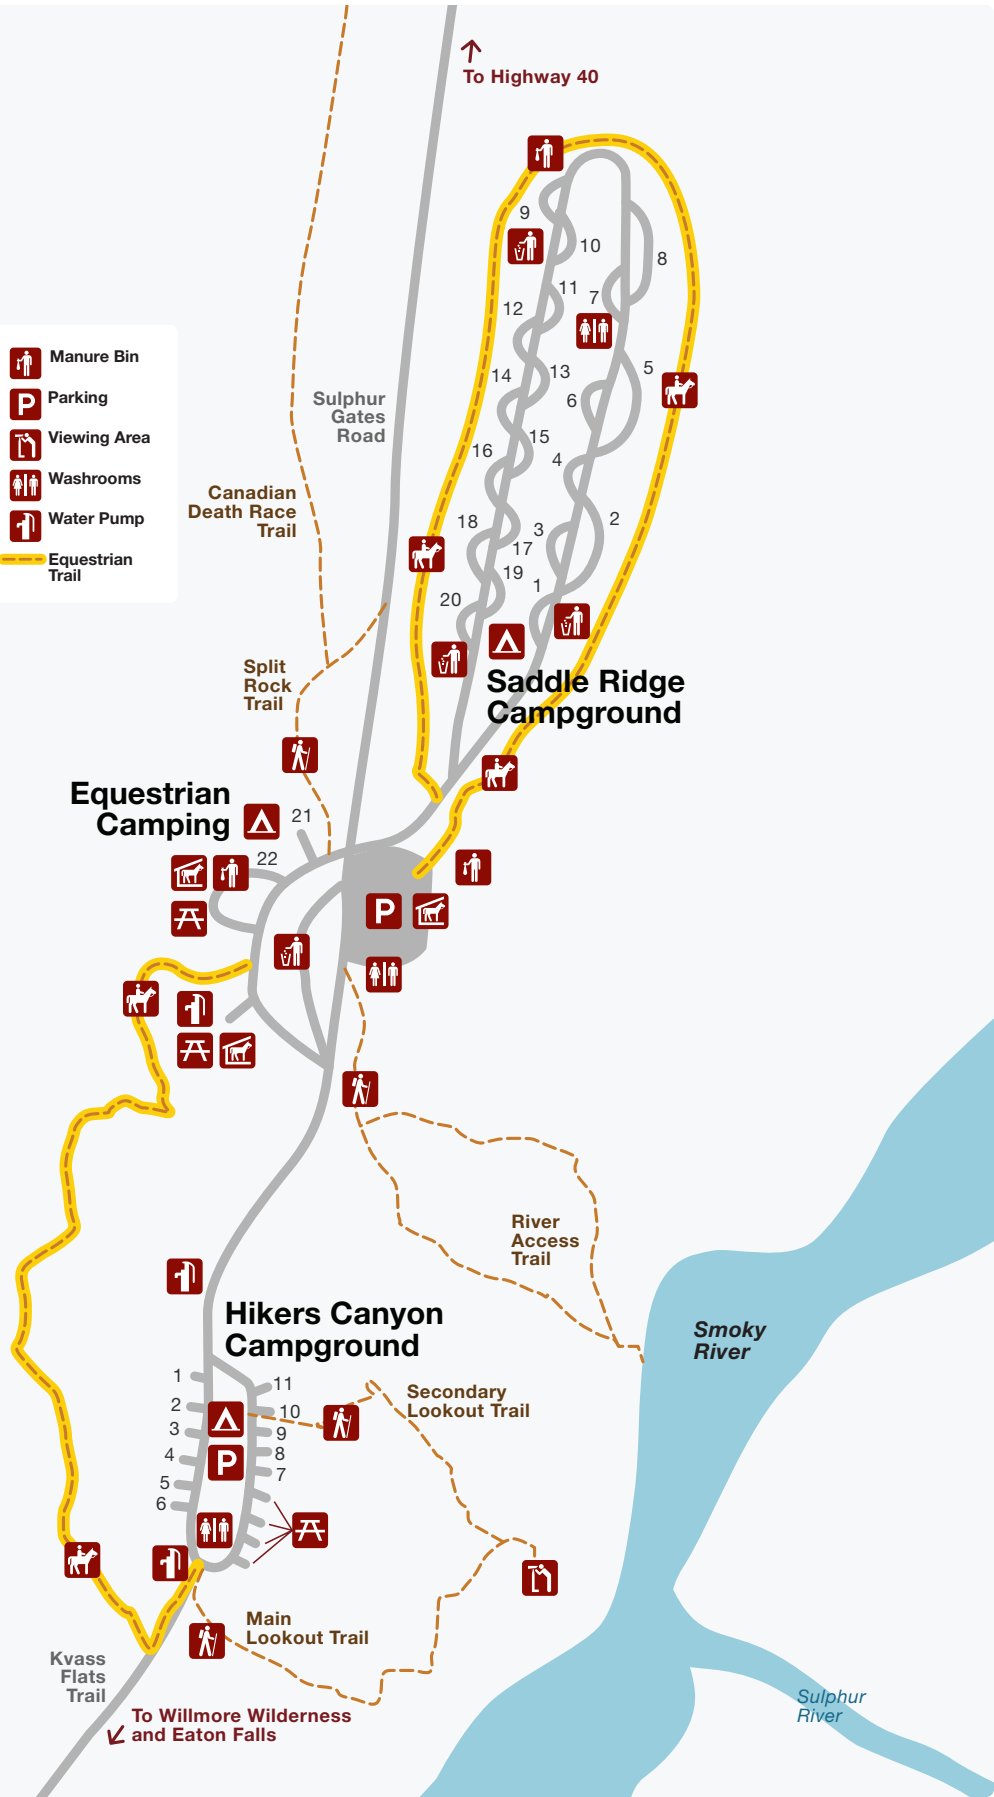 To Highway 40
9
10
8
11
7
12
13
14
5
6
15
16
4
18
3
2
17
19
1
20
Manure Bin
P
Parking
Viewing Area
Washrooms
Water Pump
Equestrian
Trail
Sulphur
Gates
Road
Canadian
Death Race
Trail
Split
Rock
Trail
Saddle Ridge
Campground
Equestrian
Camping
21
22
P
River
Access
Trail
Smoky
River
Hikers Canyon
Campground
1
2
3
4
5
6
11
10
9
8
7
P
Secondary
Lookout Trail
Main
Lookout Trail
Kvass
Flats
Trail
To Willmore Wilderness
and Eaton Falls
Sulphur
River